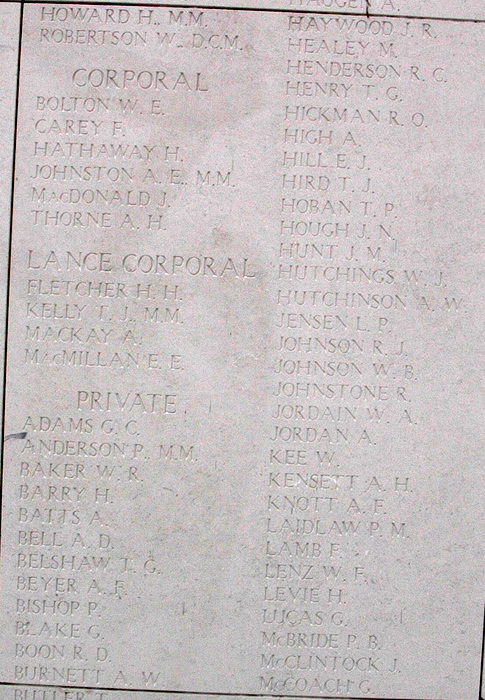 HOWARD H., M.M.
ROBERTSON W., D.C.M.
CORPORAL
BOLTON W. E.
CAREY F.
HATHAWAY H.
JOHNSTON A. E., M.M.
MacDONALD J.
THORNE A. H.
LANCE CORPORAL
FLETCHER H. H.
KELLY T. J., M.M.
MACKAY A.
MacMILLAN E. E.
PRIVATE
ADAMS G. C.
ANDERSON P., M.M.
BAKER W. R.
BARRY H.
BATTS A.
BELL A. D.
BELSHAW T. G.
BEYER A. F.
BISHOP P.
BLAKE G.
BOON R. D.
BURNETT A. W.
BUTLER T.
HAUGEN A.
HAYWOOD J. R.
HEALEY M.
HENDERSON R. C.
HENRY T. G.
HICKMAN R. O.
HIGH A.
HILL E. J.
HIRD T. J.
HOBAN T. P.
HOUGH J. N.
HUNT J. M.
HUTCHINGS W. J.
HUTCHINSON A. W.
JENSEN L. P.
JOHNSON R. J.
JOHNSON W. B.
JOHNSTONE R.
JORDAIN W. A.
JORDAN A.
KEE W.
KENSETT A. H.
KNOTT A. F.
LAIDLAW P. M.
LAMB F.
LENZ W. F.
LEVIE H.
LUCAS G.
McBRIDE P. B.
McCLINTOCK J.
McCOACH G.